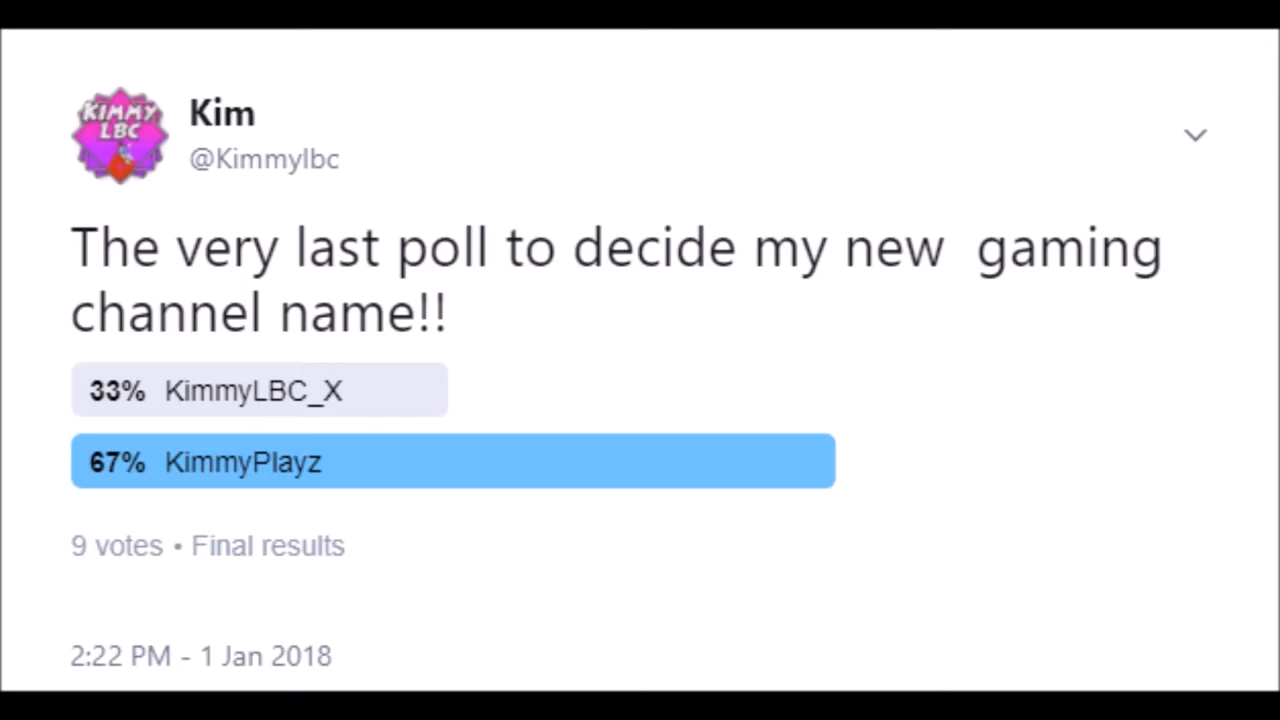 KIMMY
LBC
Kim
@Kimmylbc
The very last poll to decide my new  gaming
channel name!!
33% KimmyLBC_X
67% KimmyPlayz
9 votes • Final results
2:22 PM - 1 Jan 2018